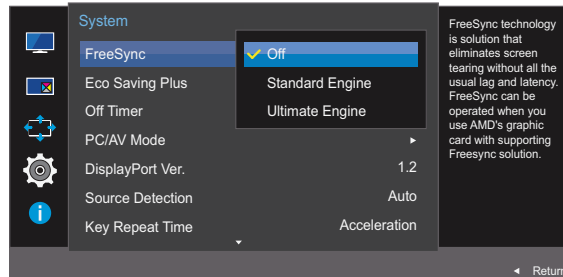 System
FreeSync
Off
Eco Saving Plus
Standard Engine
Off Timer
Ultimate Engine
PC/AV Mode
DisplayPort Ver. 1.2
Source Detection Auto
Key Repeat Time Acceleration
FreeSync technology
is solution that
eliminates screen
tearing without all the
usual lag and latency.
FreeSync can be
operated when you
use AMD's graphic
card with supporting
Freesync solution.
Return